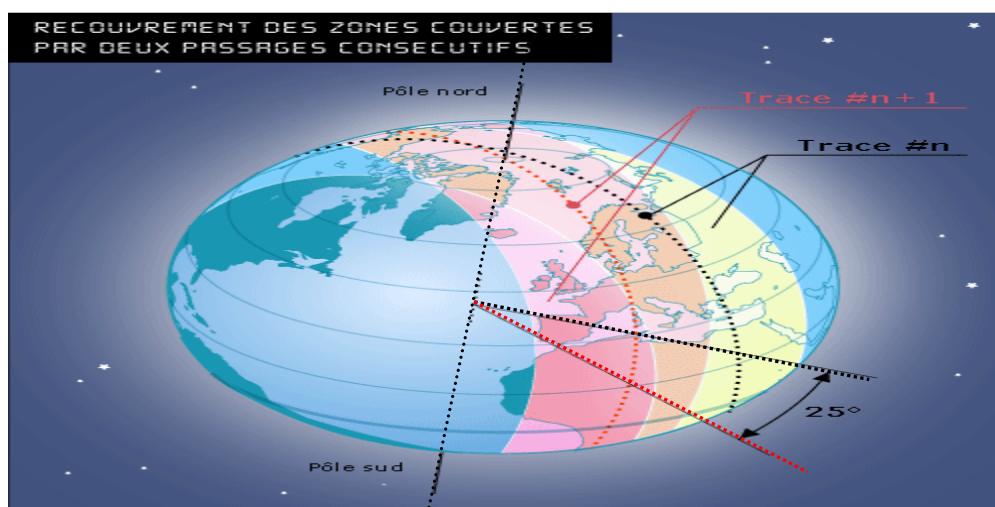 RECOUVREMENT DES ZONES COUVERTES
PAR DEUX PASSAGES CONSECUTIFS
Pôle nord
Trace #n+1
Trace #n
25°
Pôle sud